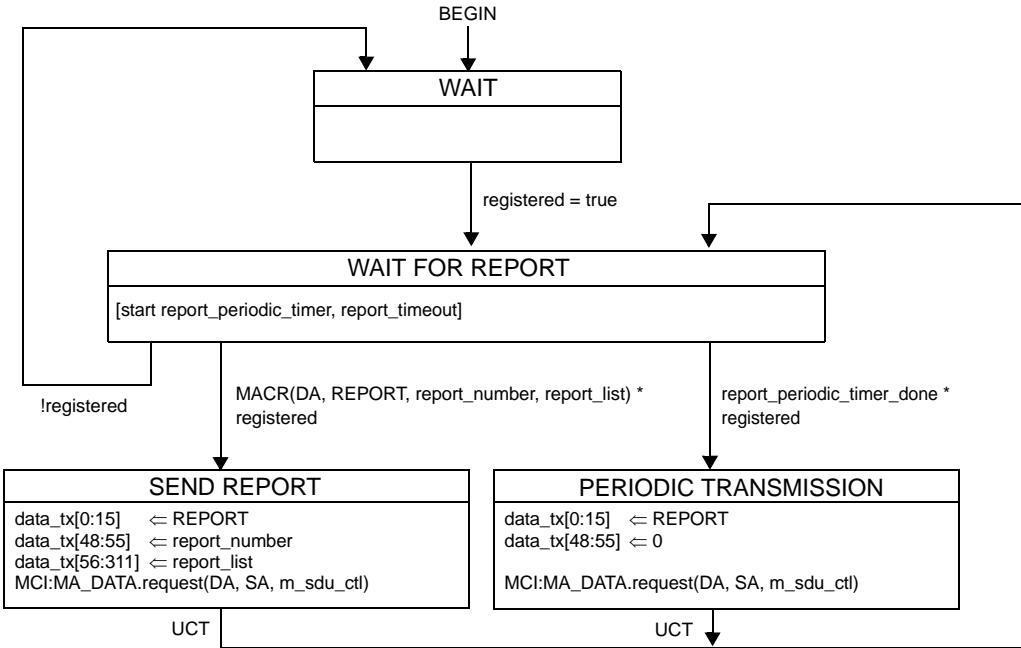 BEGIN
WAIT
registered = true
WAIT FOR REPORT
[start report_periodic_timer, report_timeout]
!registered
MACR(DA, REPORT, report_number, report_list) *
registered
report_periodic_timer_done *
registered
SEND REPORT
data_tx[0:15] ⇐ REPORT
data_tx[48:55] ⇐ report_number
data_tx[56:311] ⇐ report_list
MCI:MA_DATA.request(DA, SA, m_sdu_ctl)
UCT
PERIODIC TRANSMISSION
data_tx[0:15] ⇐ REPORT
data_tx[48:55] ⇐ 0
MCI:MA_DATA.request(DA, SA, m_sdu_ctl)
UCT